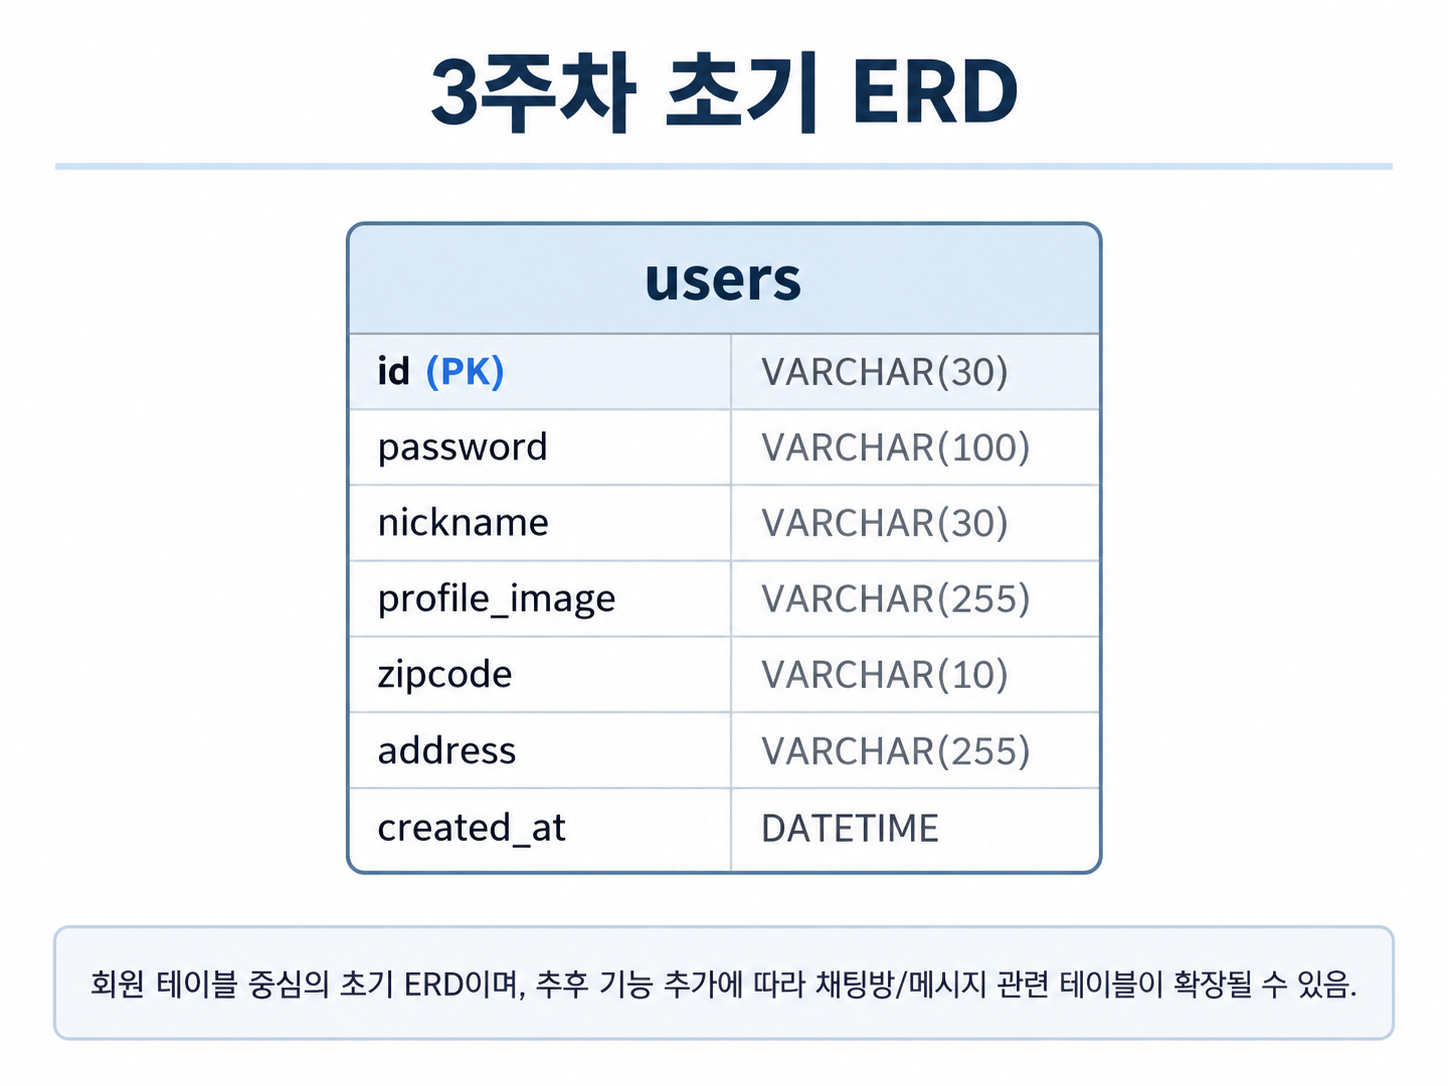 3주차 초기 ERD
users
id (PK) VARCHAR(30)
password VARCHAR(100)
nickname VARCHAR(30)
profile_image VARCHAR(255)
zipcode VARCHAR(10)
address VARCHAR(255)
created_at DATETIME
회원 테이블 중심의 초기 ERD이며, 추후 기능 추가에 따라 채팅방/메시지 관련 테이블이 확장될 수 있음.